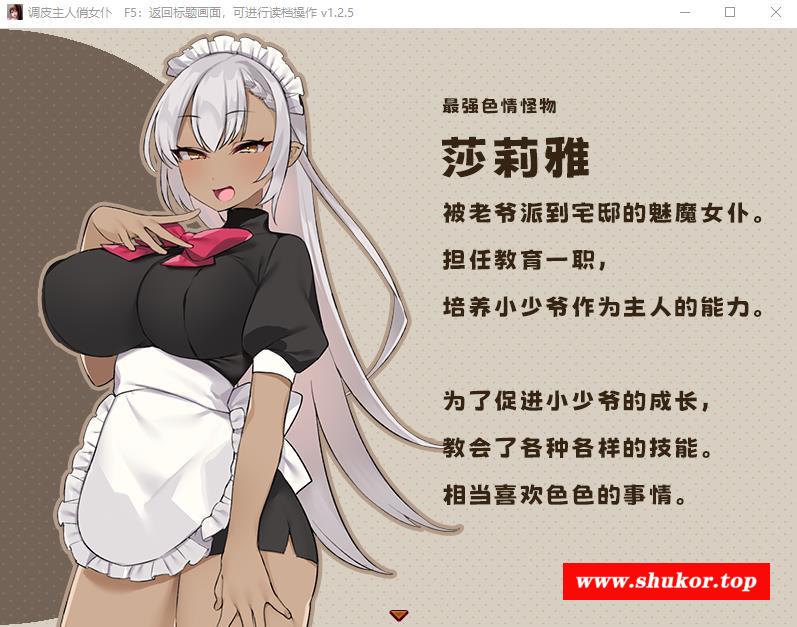 调皮主人俏女仆 F5：返回标题画面，可进行读档操作 v1.2.5
最强色情怪物
莎莉雅
被老爷派到宅邸的魅魔女仆。
担任教育一职，
培养小少爷作为主人的能力。
为了促进小少爷的成长，
教会了各种各样的技能。
相当喜欢色色的事情。
www.shukor.top